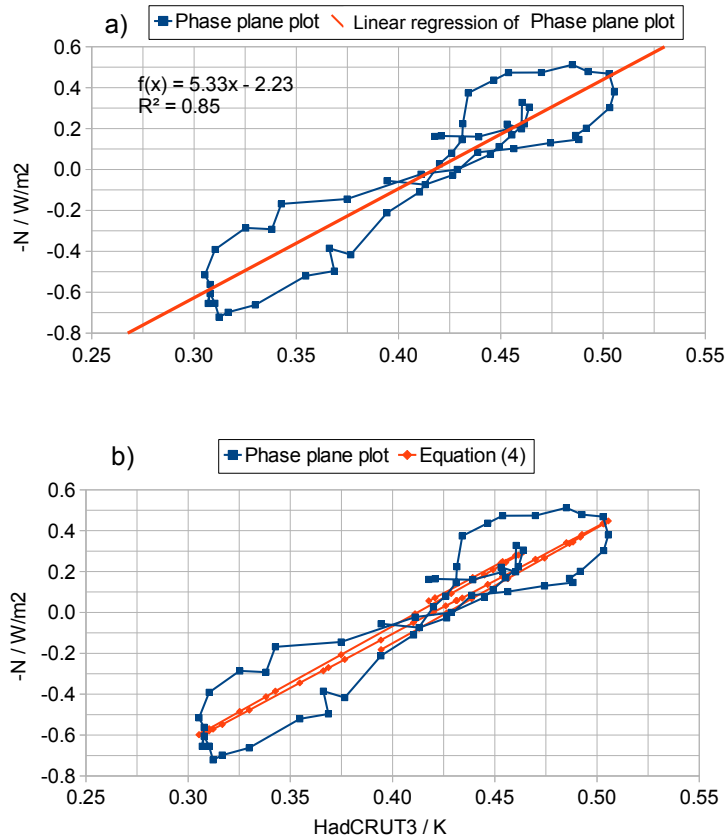 a) Phase plane plot Linear regression of Phase plane plot
0.6
f(x) = 5.33x - 2.23
R² = 0.85
0.4
0.2
0.0
-0.2
-0.4
-0.6
-0.8
-N / W/m2
0.25 0.30 0.35 0.40 0.45 0.50 0.55
b) Phase plane plot Equation (4)
0.6
0.4
0.2
0.0
-0.2
-0.4
-0.6
-0.8
-N / W/m2
0.25 0.30 0.35 0.40 0.45 0.50 0.55
HadCRUT3 / K